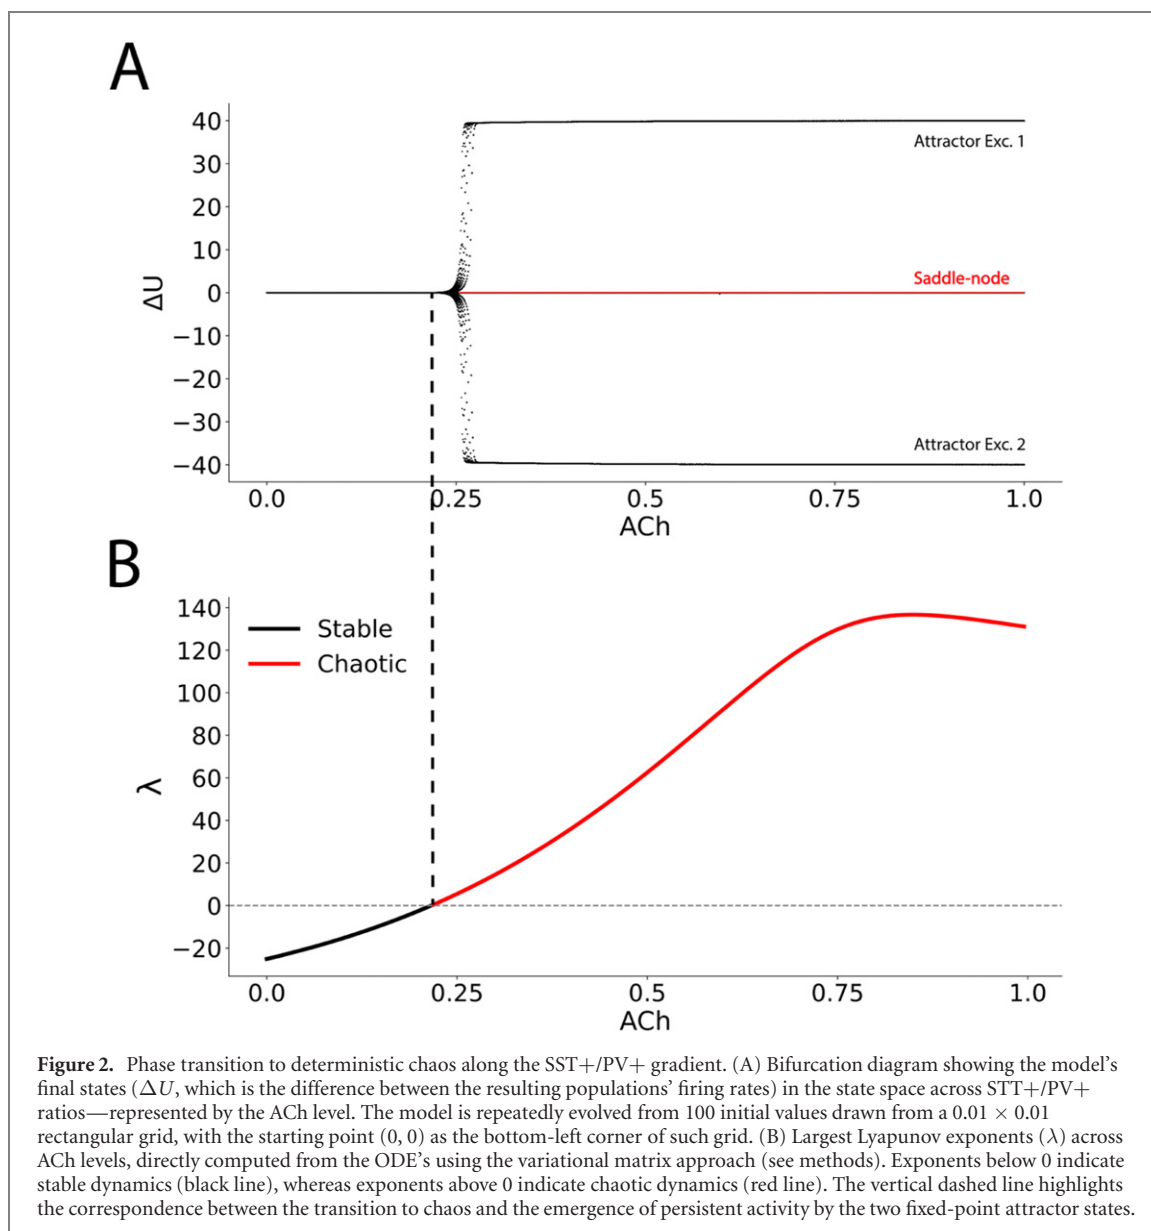 A
40
30
20
10
0
−10
−20
−30
−40
ΔU
Attractor Exc. 1
Saddle-node
Attractor Exc. 2
0.0 0.25 0.5 0.75 1.0
ACh
B
140
120
100
80
60
40
20
0
−20
λ
Stable
Chaotic
0.0 0.25 0.5 0.75 1.0
ACh
Figure 2. Phase transition to deterministic chaos along the SST+/PV+ gradient. (A) Bifurcation diagram showing the model’s
final states (ΔU, which is the difference between the resulting populations’ firing rates) in the state space across STT+/PV+
ratios—represented by the ACh level. The model is repeatedly evolved from 100 initial values drawn from a 0.01 × 0.01
rectangular grid, with the starting point (0, 0) as the bottom-left corner of such grid. (B) Largest Lyapunov exponents (λ) across
ACh levels, directly computed from the ODE’s using the variational matrix approach (see methods). Exponents below 0 indicate
stable dynamics (black line), whereas exponents above 0 indicate chaotic dynamics (red line). The vertical dashed line highlights
the correspondence between the transition to chaos and the emergence of persistent activity by the two fixed-point attractor states.